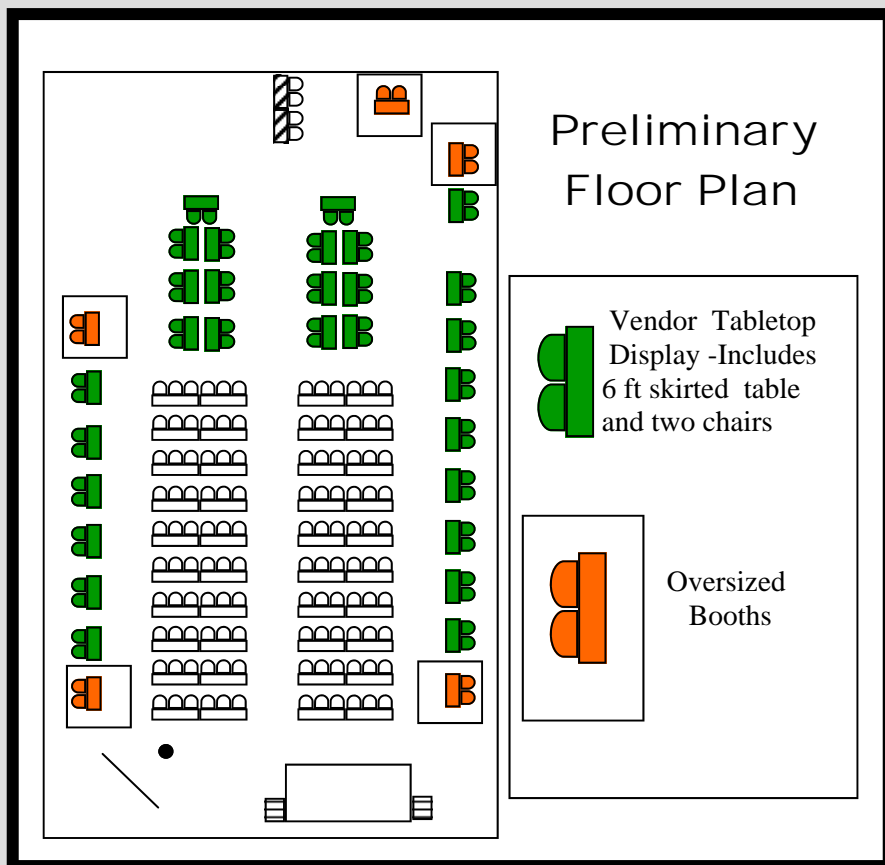 Preliminary
Floor Plan
Vendor Tabletop
Display -Includes
6 ft skirted table
and two chairs
Oversized
Booths